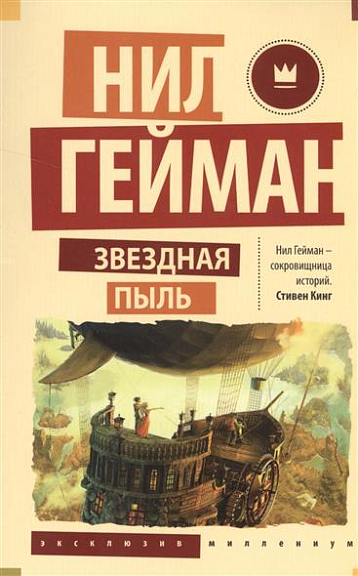 НИЛ
ГЕЙМАН
ЗВЕЗДНАЯ
ПЫЛЬ
Нил Гейман –
сокровищница
историй.
Стивен Кинг
эксклюзив миллениум